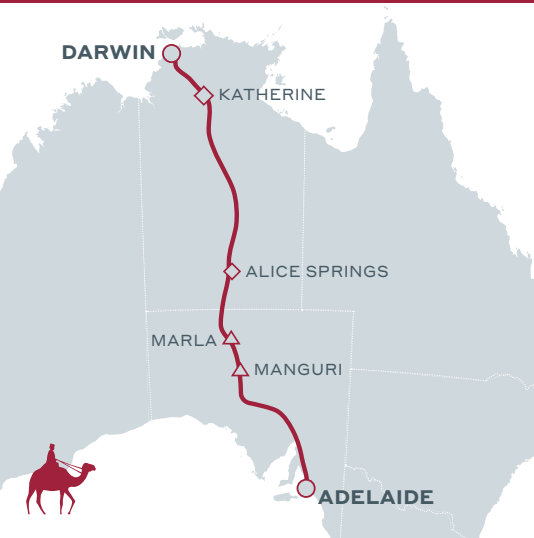 DARWIN
KATHERINE
ALICE SPRINGS
MARLA
MANGURI
ADELAIDE